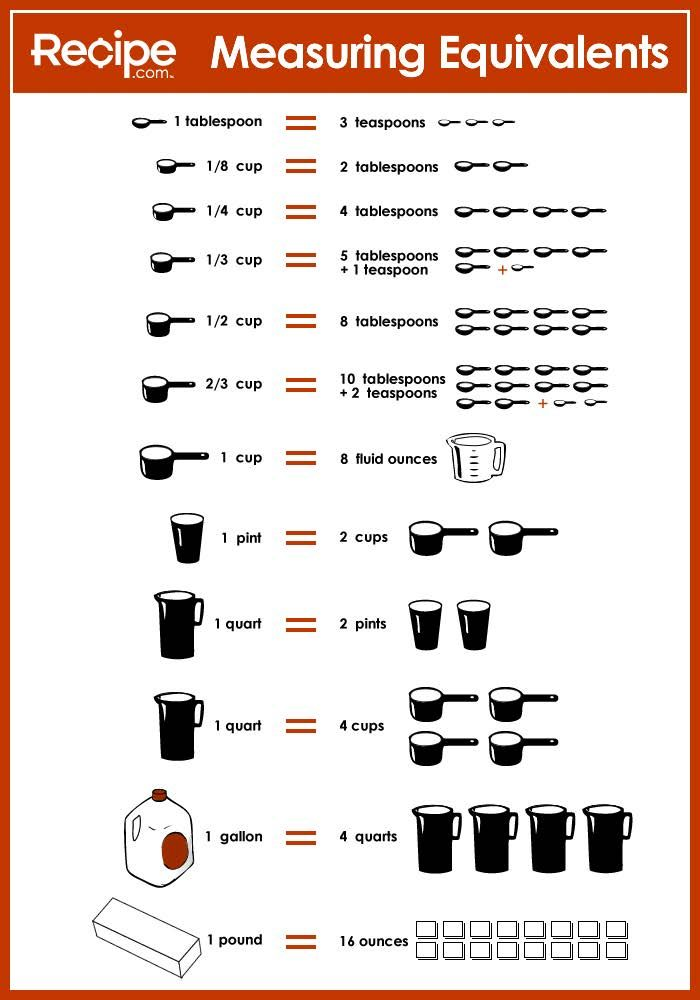 Recipe.com™ Measuring Equivalents
1 tablespoon = 3 teaspoons
1/8 cup = 2 tablespoons
1/4 cup = 4 tablespoons
1/3 cup = 5 tablespoons
+ 1 teaspoon
+
1/2 cup = 8 tablespoons
2/3 cup = 10 tablespoons
+ 2 teaspoons
+
1 cup = 8 fluid ounces
1 pint = 2 cups
1 quart = 2 pints
1 quart = 4 cups
1 gallon = 4 quarts
1 pound = 16 ounces